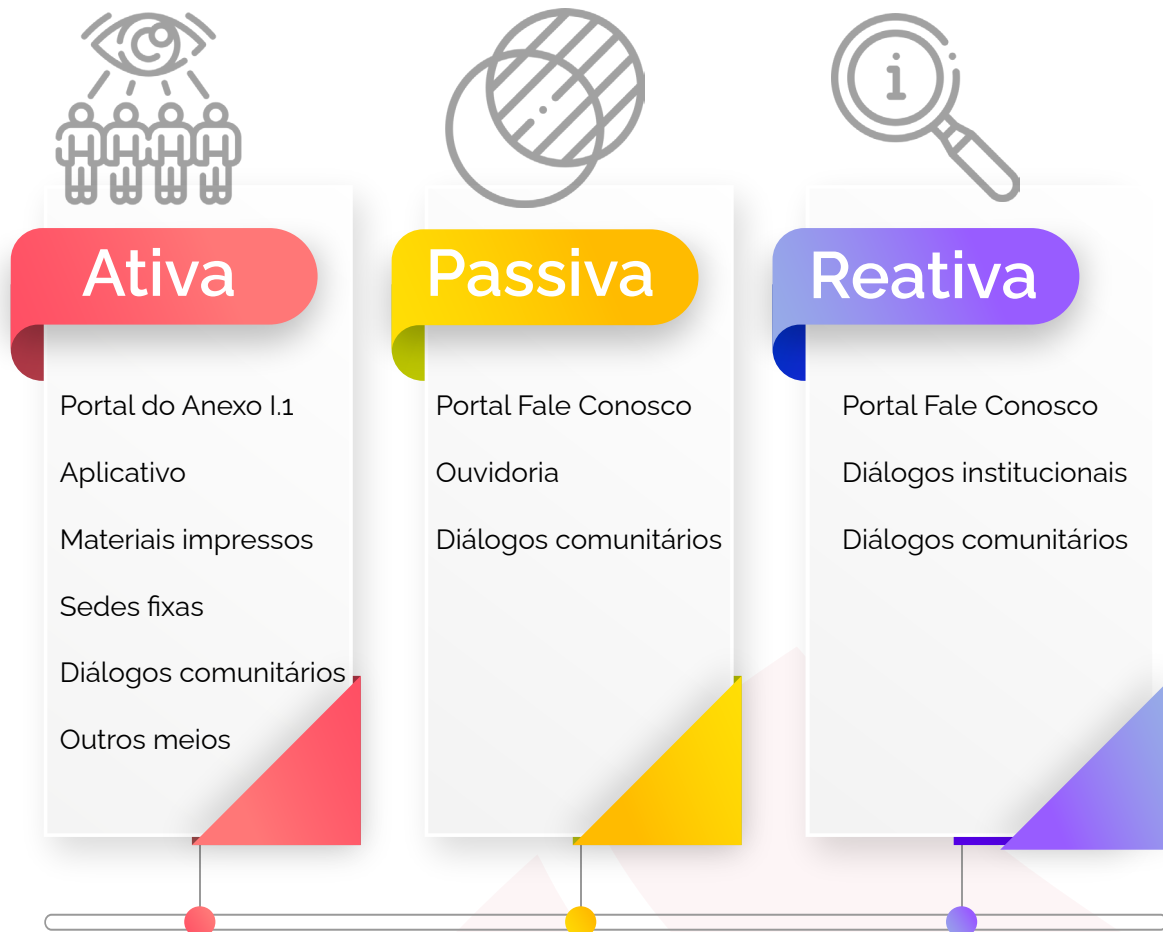 Ativa
Portal do Anexo I.1
Aplicativo
Materiais impressos
Sedes fixas
Diálogos comunitários
Outros meios
Passiva
Portal Fale Conosco
Ouvidoria
Diálogos comunitários
i
Reativa
Portal Fale Conosco
Diálogos institucionais
Diálogos comunitários